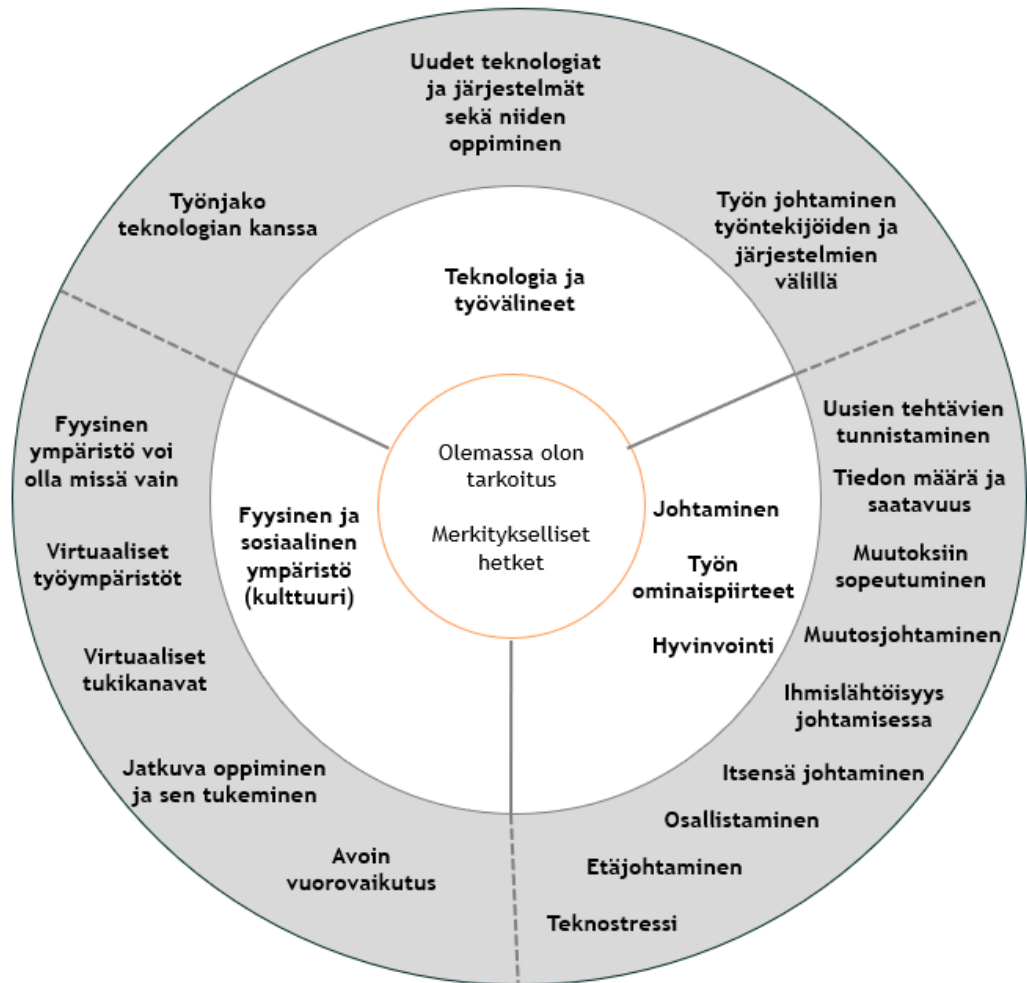 Uudet teknologiat
ja järjestelmät
sekä niiden
oppiminen
Työnjako
teknologian kanssa
Työn johtaminen
työntekijöiden ja
järjestelmien
välillä
Teknologia ja
työvälineet
Fyysinen
ympäristö voi
olla missä vain
Virtuaaliset
työympäristöt
Virtuaaliset
tukikanavat
Jatkuva oppiminen
ja sen tukeminen
Avoin
vuorovaikutus
Fyysinen ja
sosiaalinen
ympäristö
(kulttuuri)
Olemassa olon
tarkoitus
Merkitykselliset
hetket
Johtaminen
Työn
ominaispiirteet
Hyvinvointi
Uusien tehtävien
tunnistaminen
Tiedon määrä ja
saatavuus
Muutoksiin
sopeutuminen
Muutosjohtaminen
Ihmislähtöisyys
johtamisessa
Itsensä johtaminen
Osallistaminen
Etäjohtaminen
Teknostressi